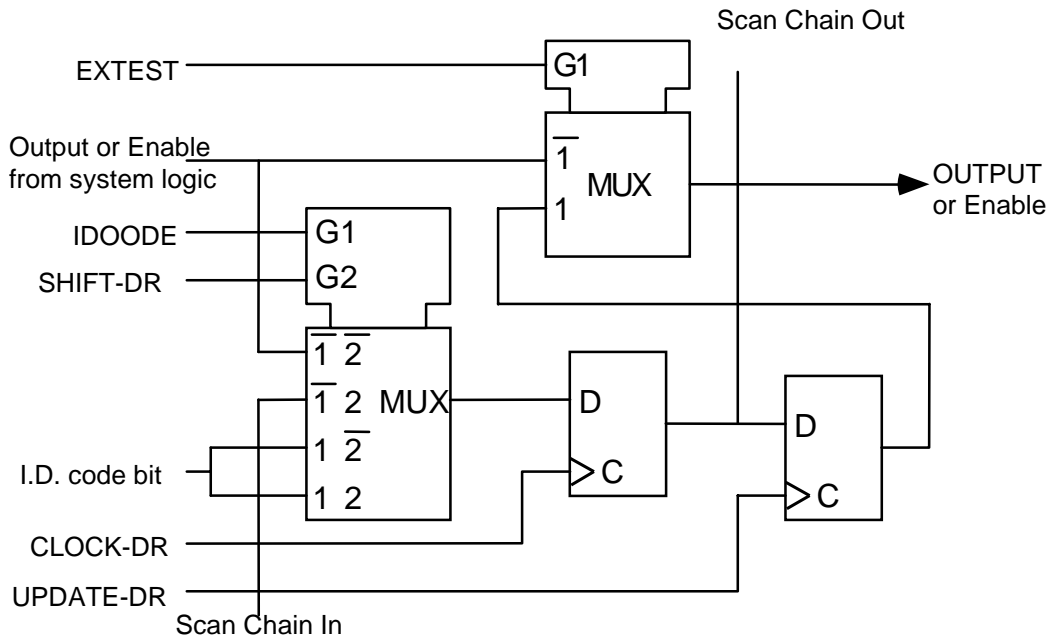 Scan Chain Out
EXTEST
G1
Output or Enable
from system logic
1
MUX
1
OUTPUT
or Enable
IDOODE
G1
SHIFT-DR
G2
1 2
1 2 MUX
1 2
1 2
D
C
D
C
I.D. code bit
CLOCK-DR
UPDATE-DR
Scan Chain In